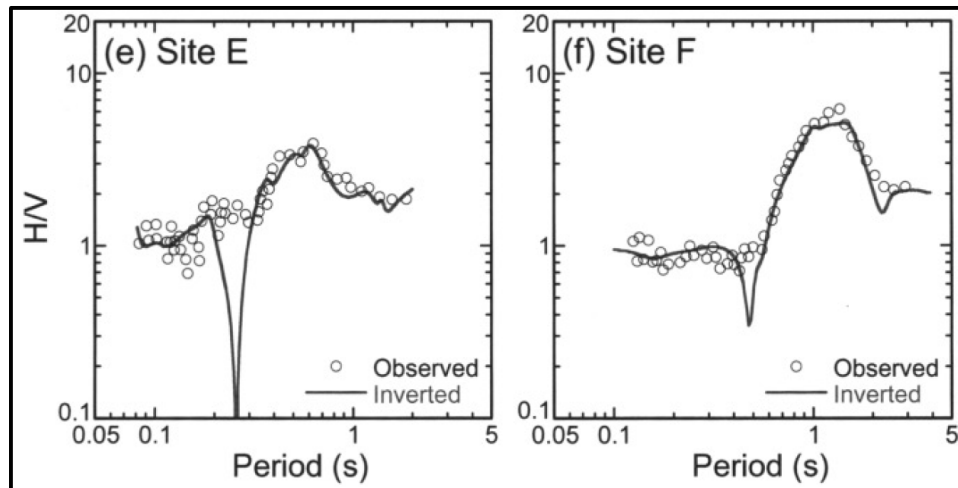 (e) Site E
(f) Site F
20
10
1
0.1
H/V
Observed
Inverted
0.05 0.1 1 5
Period (s)
20
10
1
0.1
Observed
Inverted
0.05 0.1 1 5
Period (s)